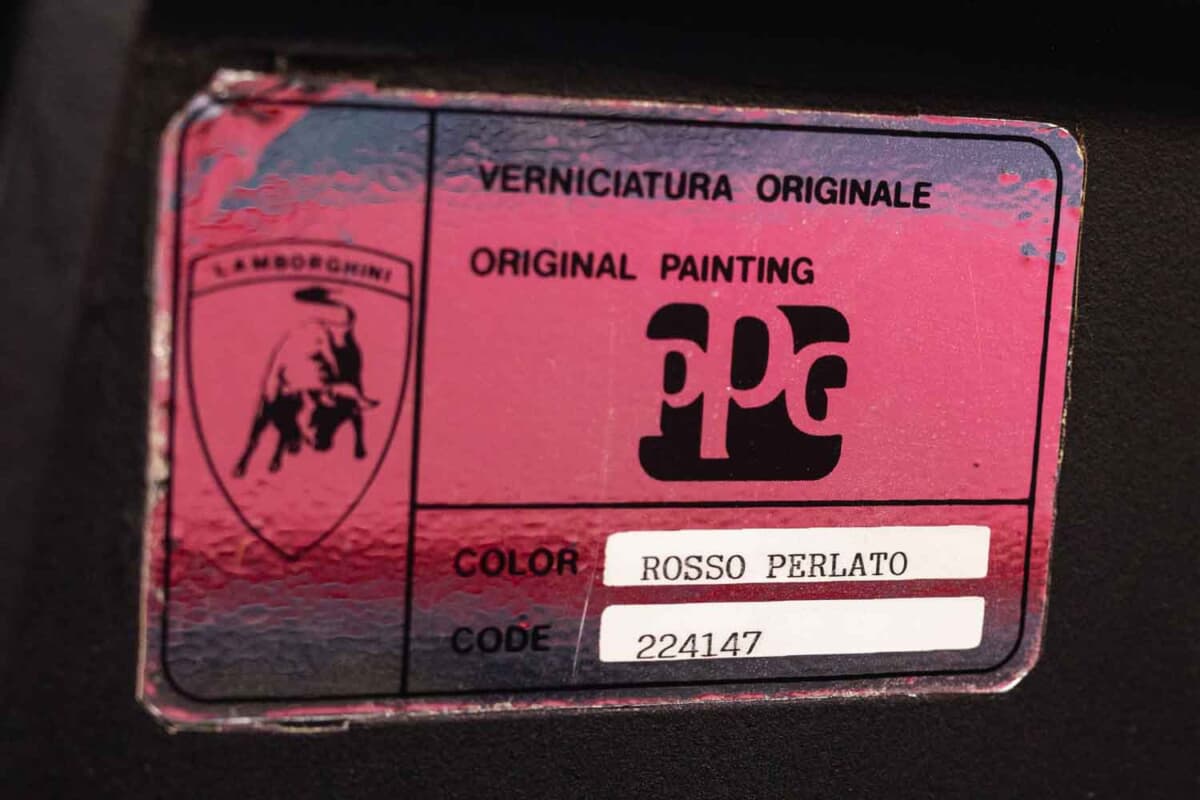 LAMBORGHINI
VERNICIATURA ORIGINALE
ORIGINAL PAINTING
ppg
COLOR ROSSO PERLATO
CODE 224147